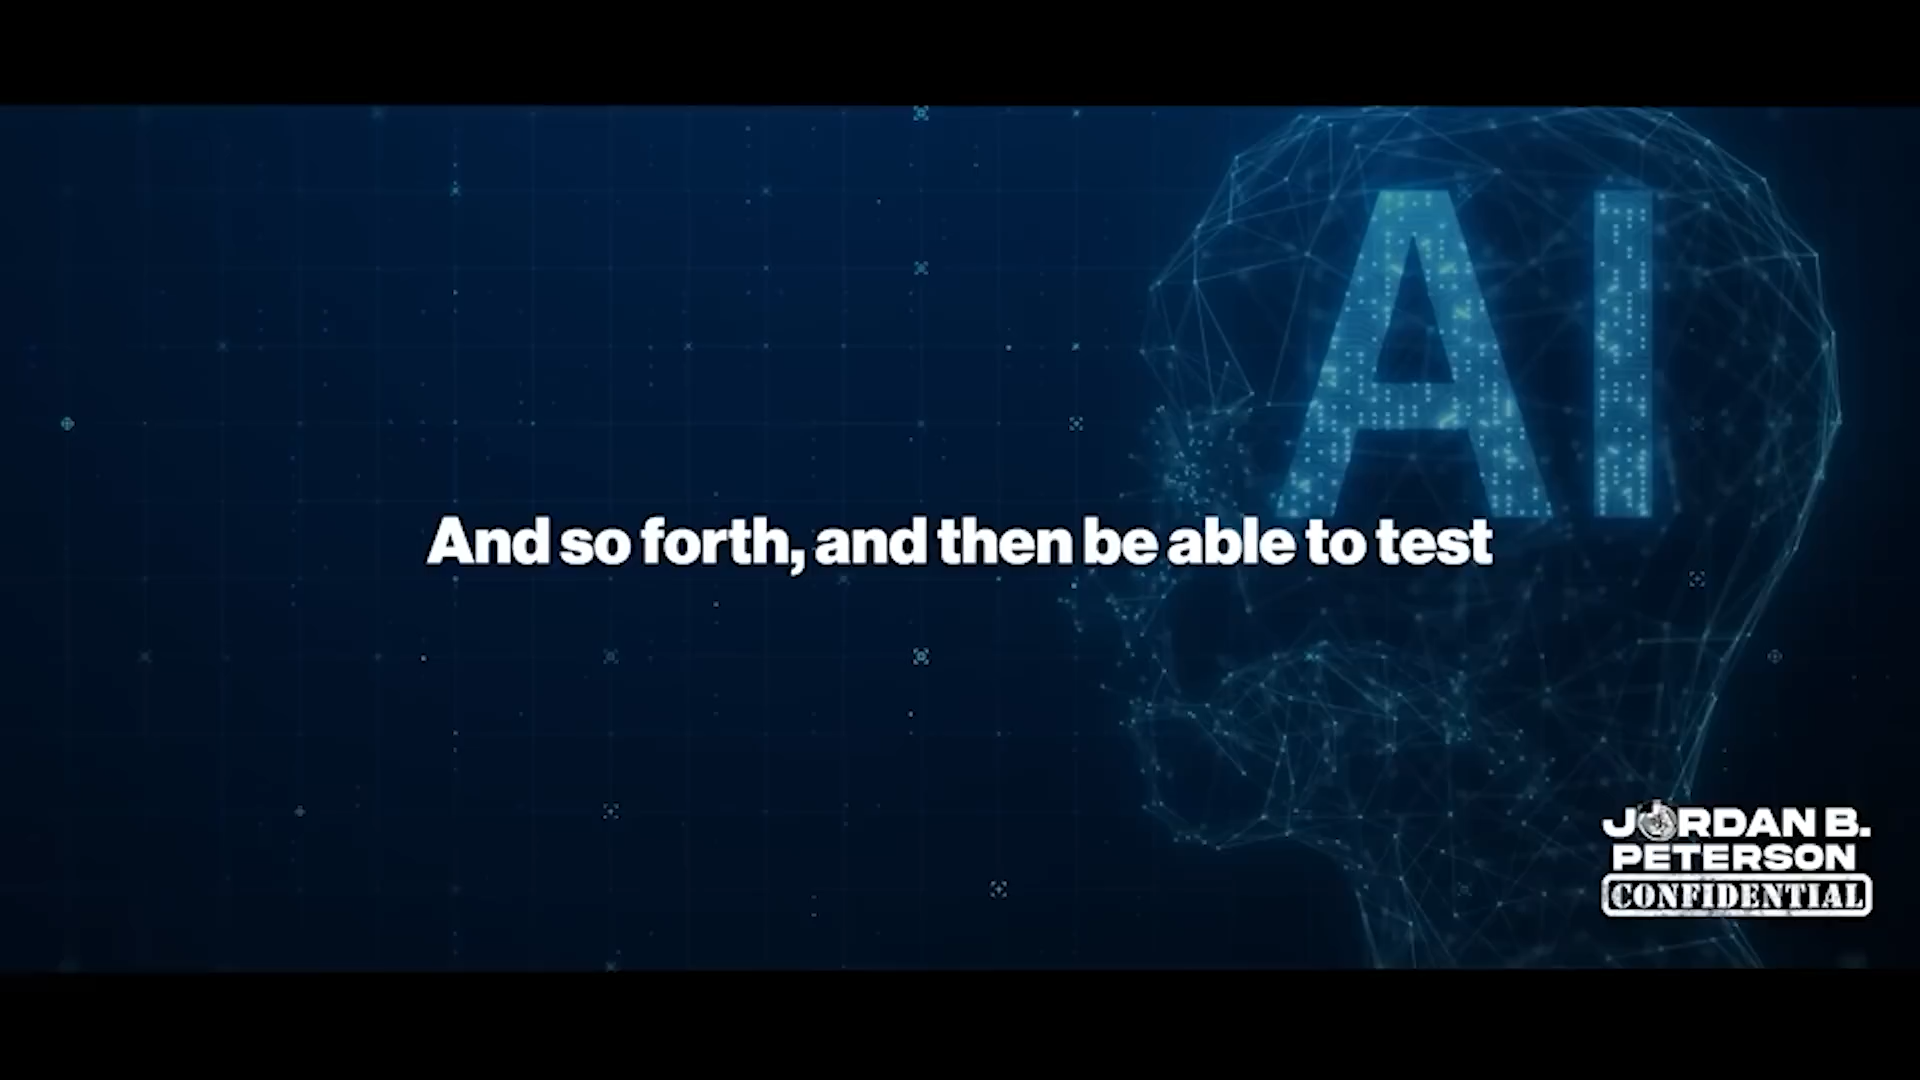 AI
And so forth, and then be able to test
JORDAN B.
PETERSON
CONFIDENTIAL